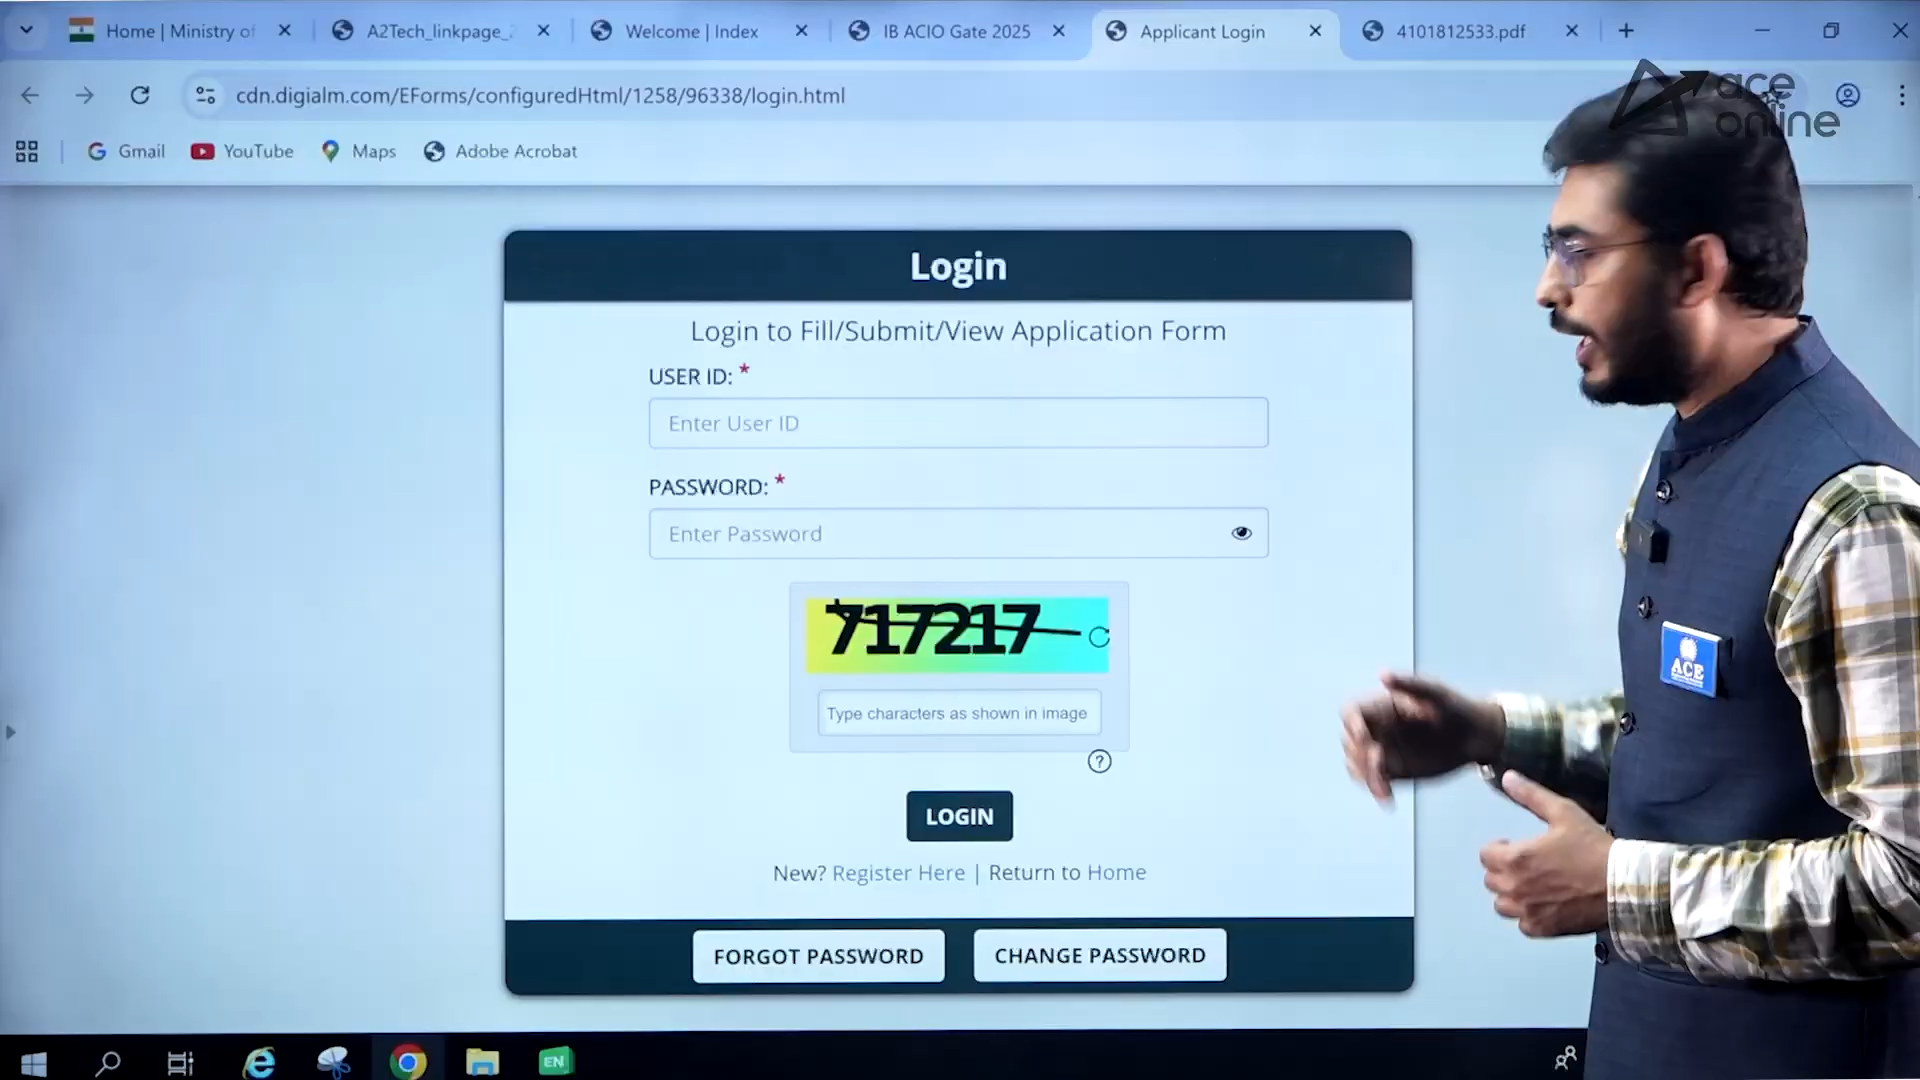 Home | Ministry of
A2Tech_linkpage_2
Welcome | Index
IB ACIO Gate 2025
Applicant Login
4101812533.pdf
cdn.digialm.com/EForms/configuredHtml/1258/96338/login.html
ace
online
Gmail
YouTube
Maps
Adobe Acrobat
Login
Login to Fill/Submit/View Application Form
USER ID: *
Enter User ID
PASSWORD: *
Enter Password
717217
Type characters as shown in image
?
LOGIN
New? Register Here | Return to Home
FORGOT PASSWORD
CHANGE PASSWORD
ACE
EN